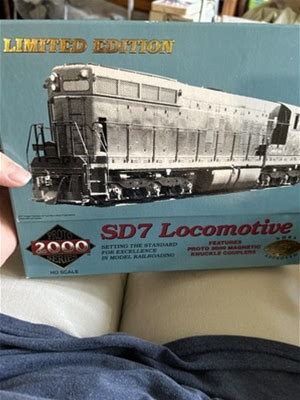 LIMITED EDITION
SD7 Locomotive
PROTO
2000
SERIES
HO SCALE
SETTING THE STANDARD
FOR EXCELLENCE
IN MODEL RAILROADING
FEATURES
PROTO 2000 MAGNETIC
KNUCKLE COUPLERS